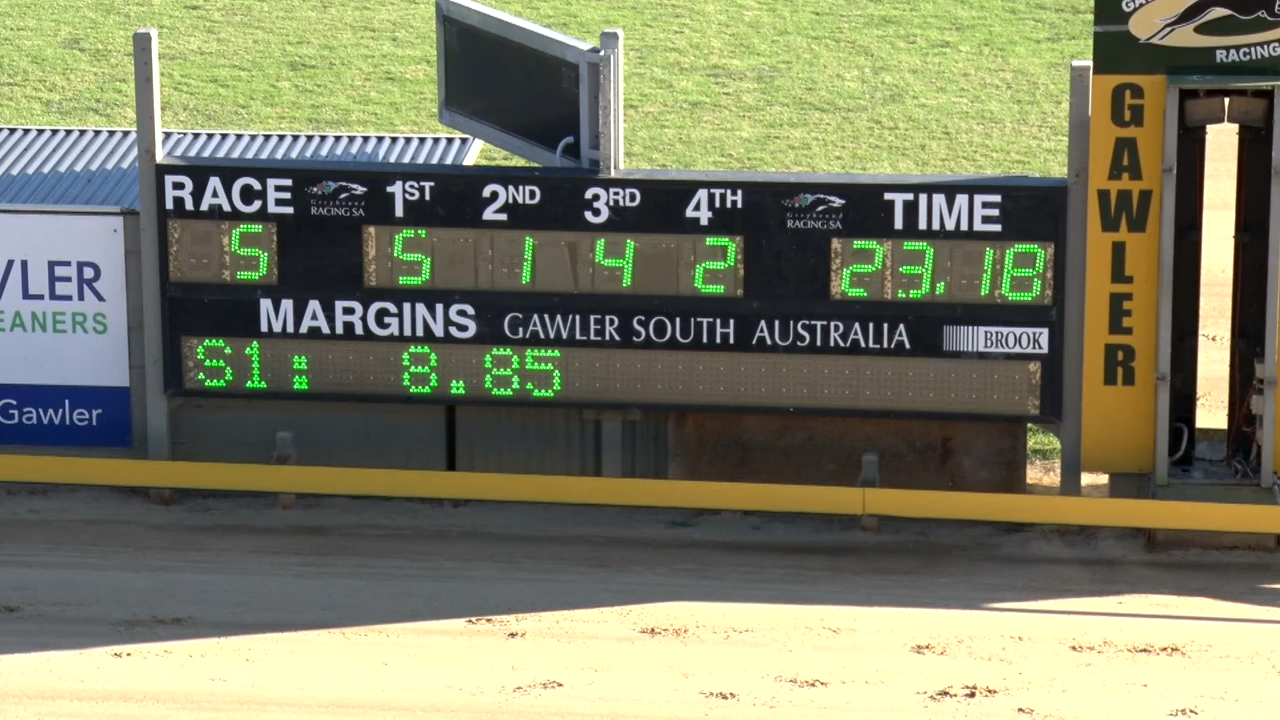 RACING
GAWLER
RACE Greyhound RACING SA 1ST 2ND 3RD 4TH Greyhound RACING SA TIME
5 5 1 4 2 23.18
MARGINS GAWLER SOUTH AUSTRALIA BROOK
S1: 8.85
EANERS
Gawler